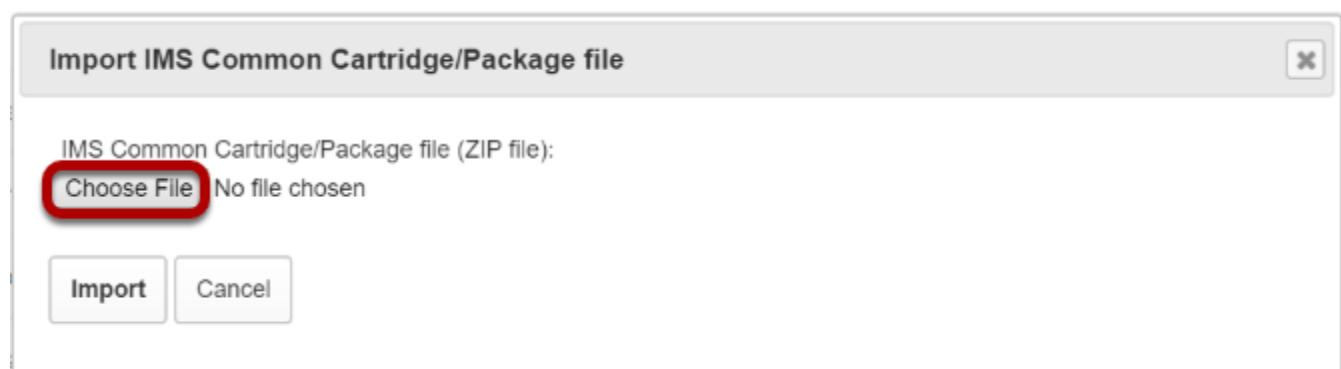 Import IMS Common Cartridge/Package file
IMS Common Cartridge/Package file (ZIP file):
Choose File No file chosen
Import Cancel